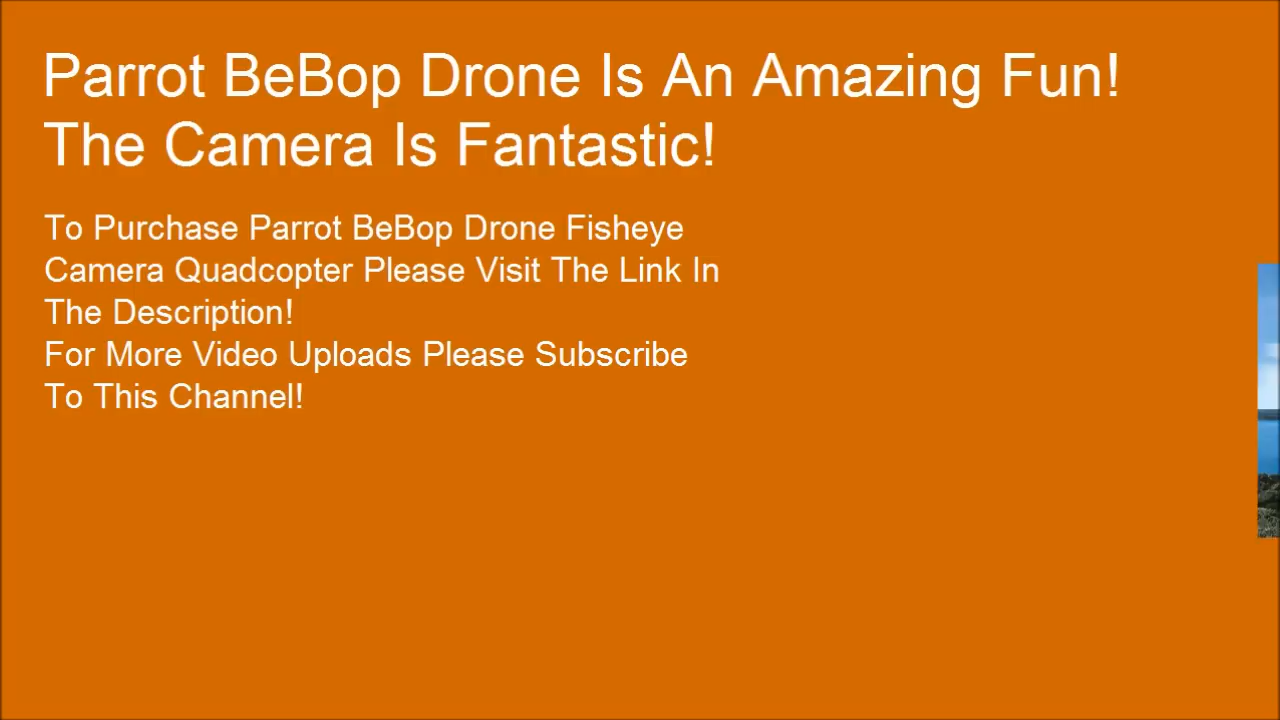 Parrot BeBop Drone Is An Amazing Fun!
The Camera Is Fantastic!
To Purchase Parrot BeBop Drone Fisheye
Camera Quadcopter Please Visit The Link In
The Description!
For More Video Uploads Please Subscribe
To This Channel!